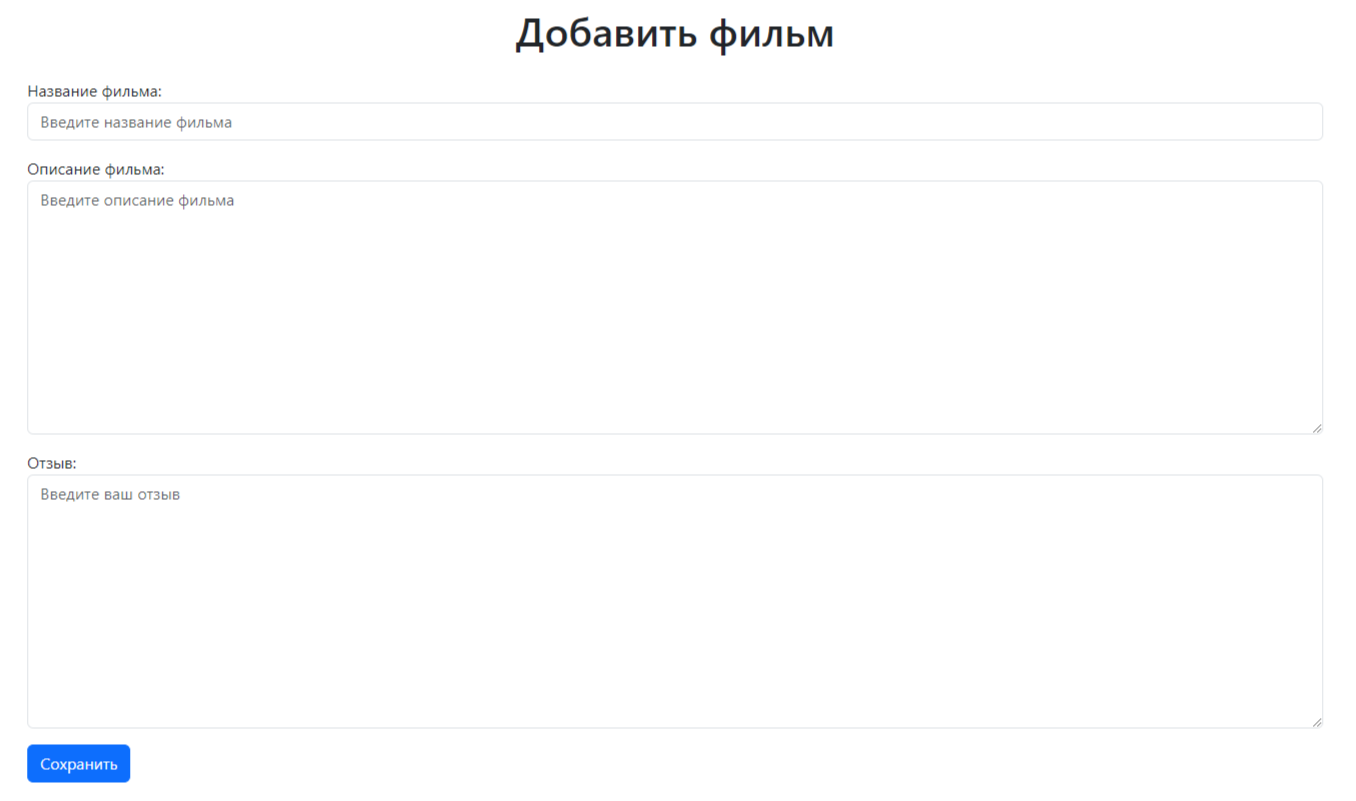 Добавить фильм
Название фильма:
Введите название фильма
Описание фильма:
Введите описание фильма
Отзыв:
Введите ваш отзыв
Сохранить